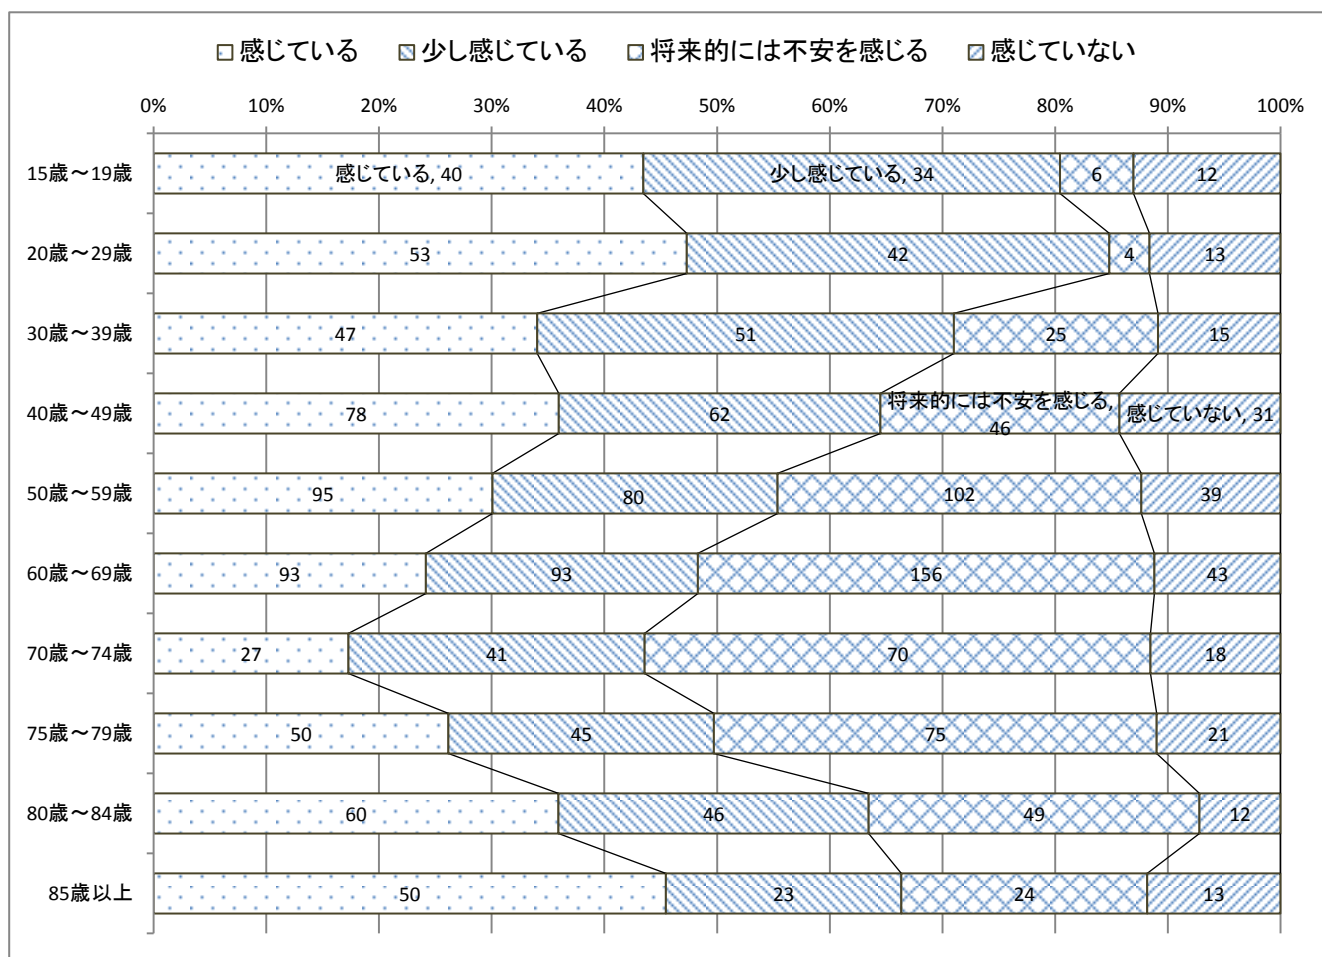 感じている 少し感じている 将来的には不安を感じる 感じていない
0% 10% 20% 30% 40% 50% 60% 70% 80% 90% 100%
15歳～19歳 感じている, 40 少し感じている, 34 6 12
20歳～29歳 53 42 4 13
30歳～39歳 47 51 25 15
40歳～49歳 78 62 将来的には不安を感じる, 46 感じていない, 31
50歳～59歳 95 80 102 39
60歳～69歳 93 93 156 43
70歳～74歳 27 41 70 18
75歳～79歳 50 45 75 21
80歳～84歳 60 46 49 12
85歳以上 50 23 24 13